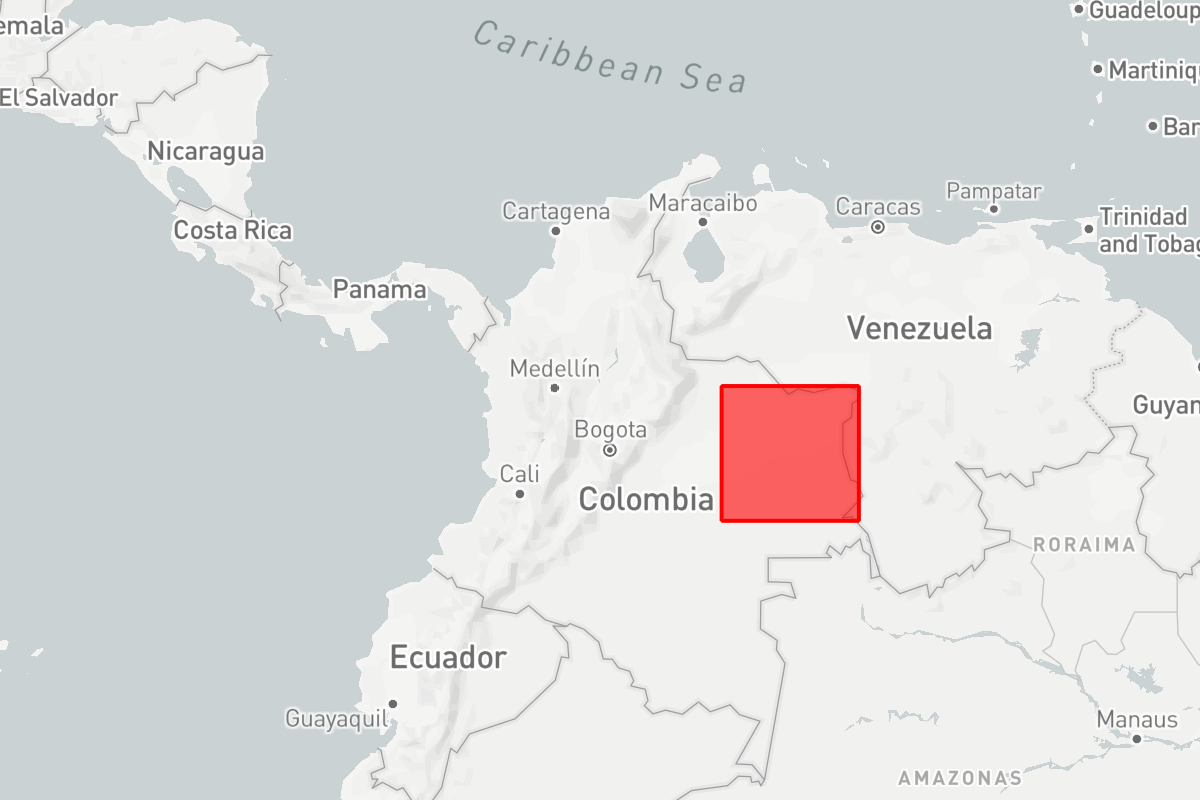 Guadeloup
emala
Caribbean Sea
Martiniqu
El Salvador
Bar
Nicaragua
Pampatar
Maracaibo
Cartagena
Caracas
Trinidad
and Tobag
Costa Rica
Panama
Venezuela
Medellín
Guyan
Bogota
Cali
Colombia
RORAIMA
Ecuador
Guayaquil
Manaus
AMAZONAS